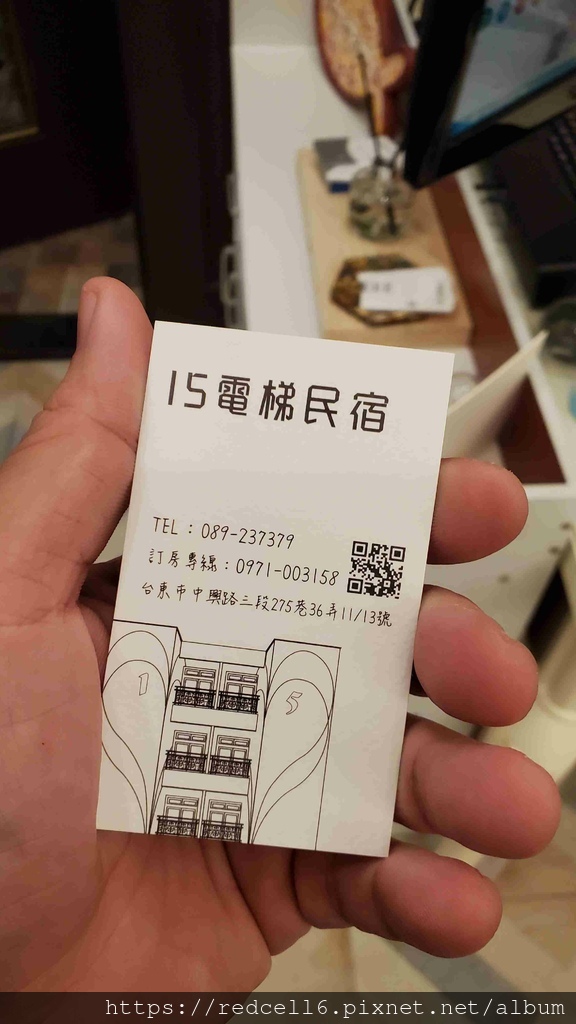 15電梯民宿
TEL：089-237379
訂房專線：0971-003158
台東市中興路三段275巷36弄11/13號
1 5
https://redcell6.pixnet.net/album